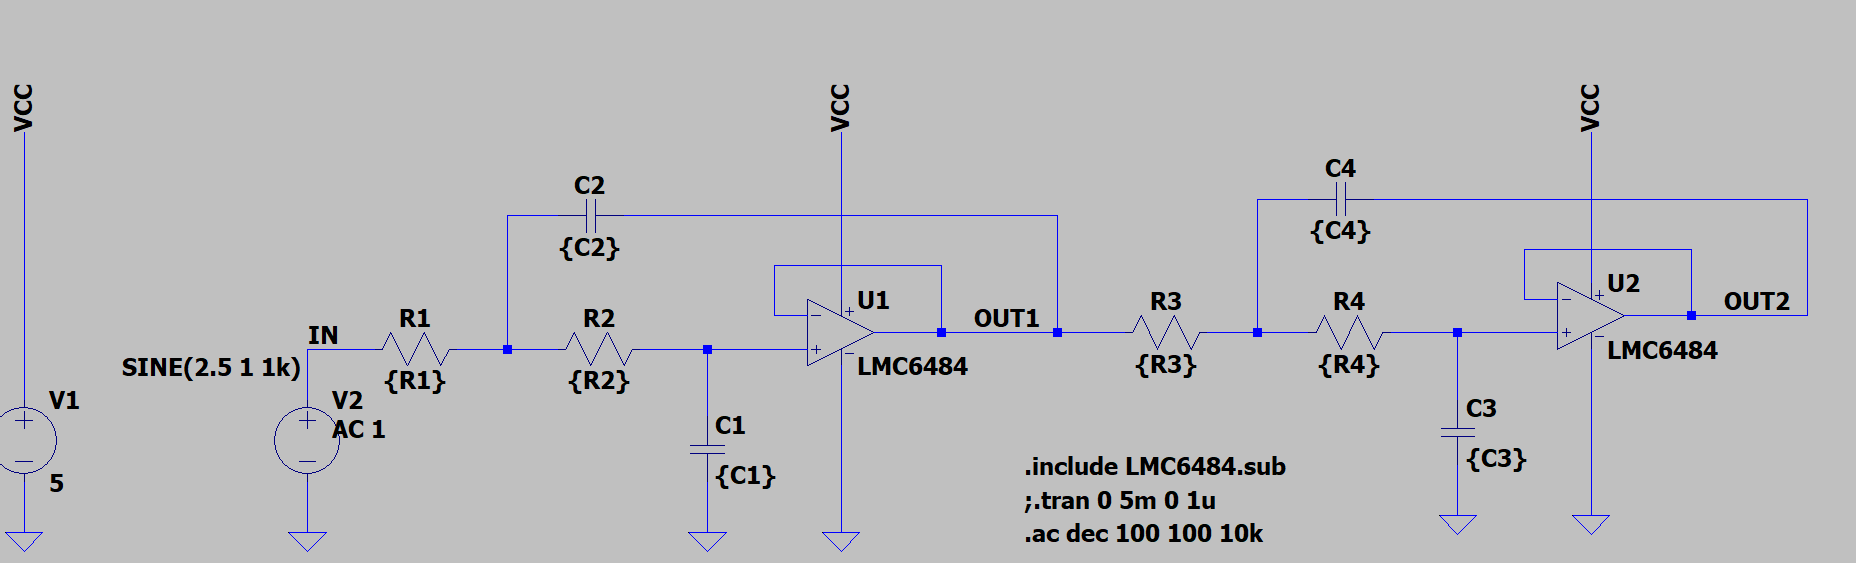 VCC
VCC
VCC
C4
{C4}
C2
{C2}
U2
OUT2
LMC6484
U1
LMC6484
R3
{R3}
R4
{R4}
OUT1
R1
{R1}
R2
{R2}
IN
SINE(2.5 1 1k)
V1
5
V2
AC 1
C1
{C1}
C3
{C3}
.include LMC6484.sub
;.tran 0 5m 0 1u
.ac dec 100 100 10k